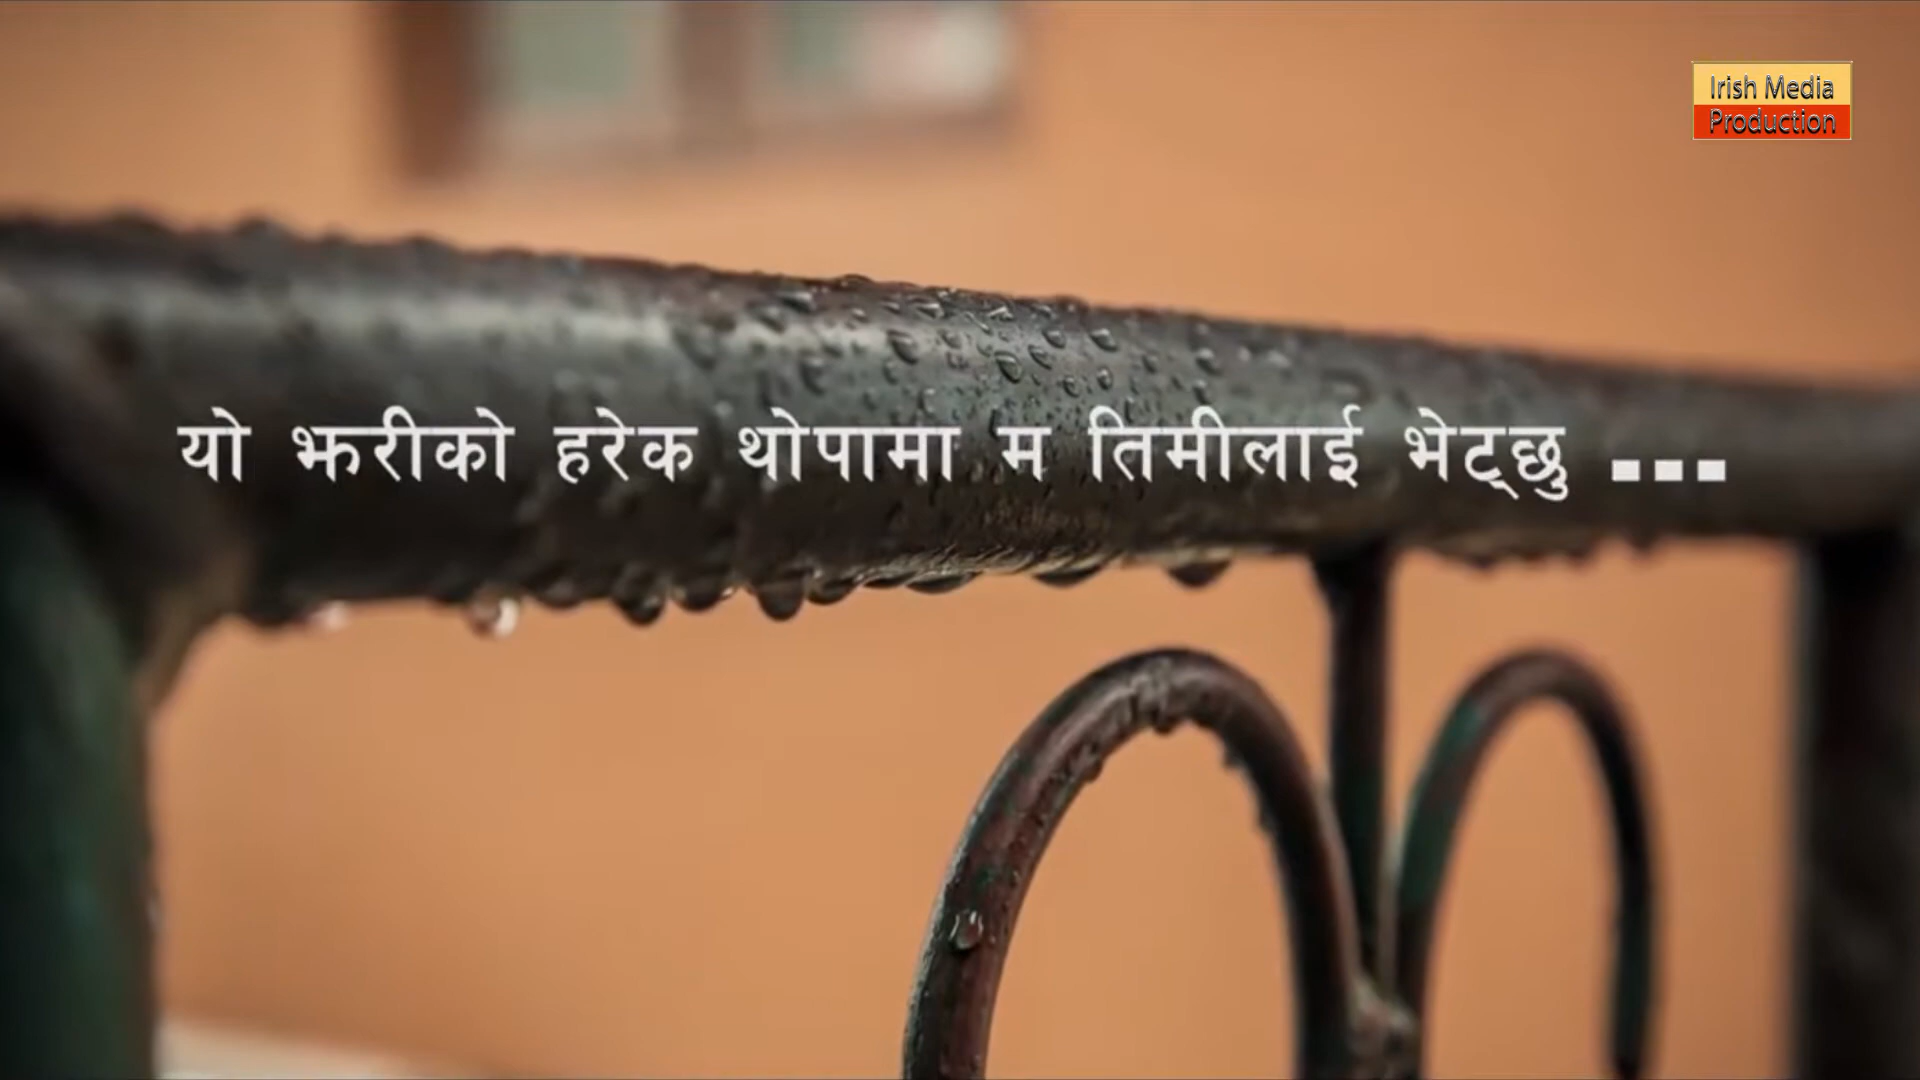 Irish Media
Production
यो झरीको हरेक थोपामा म तिमीलाई भेट्छु ...